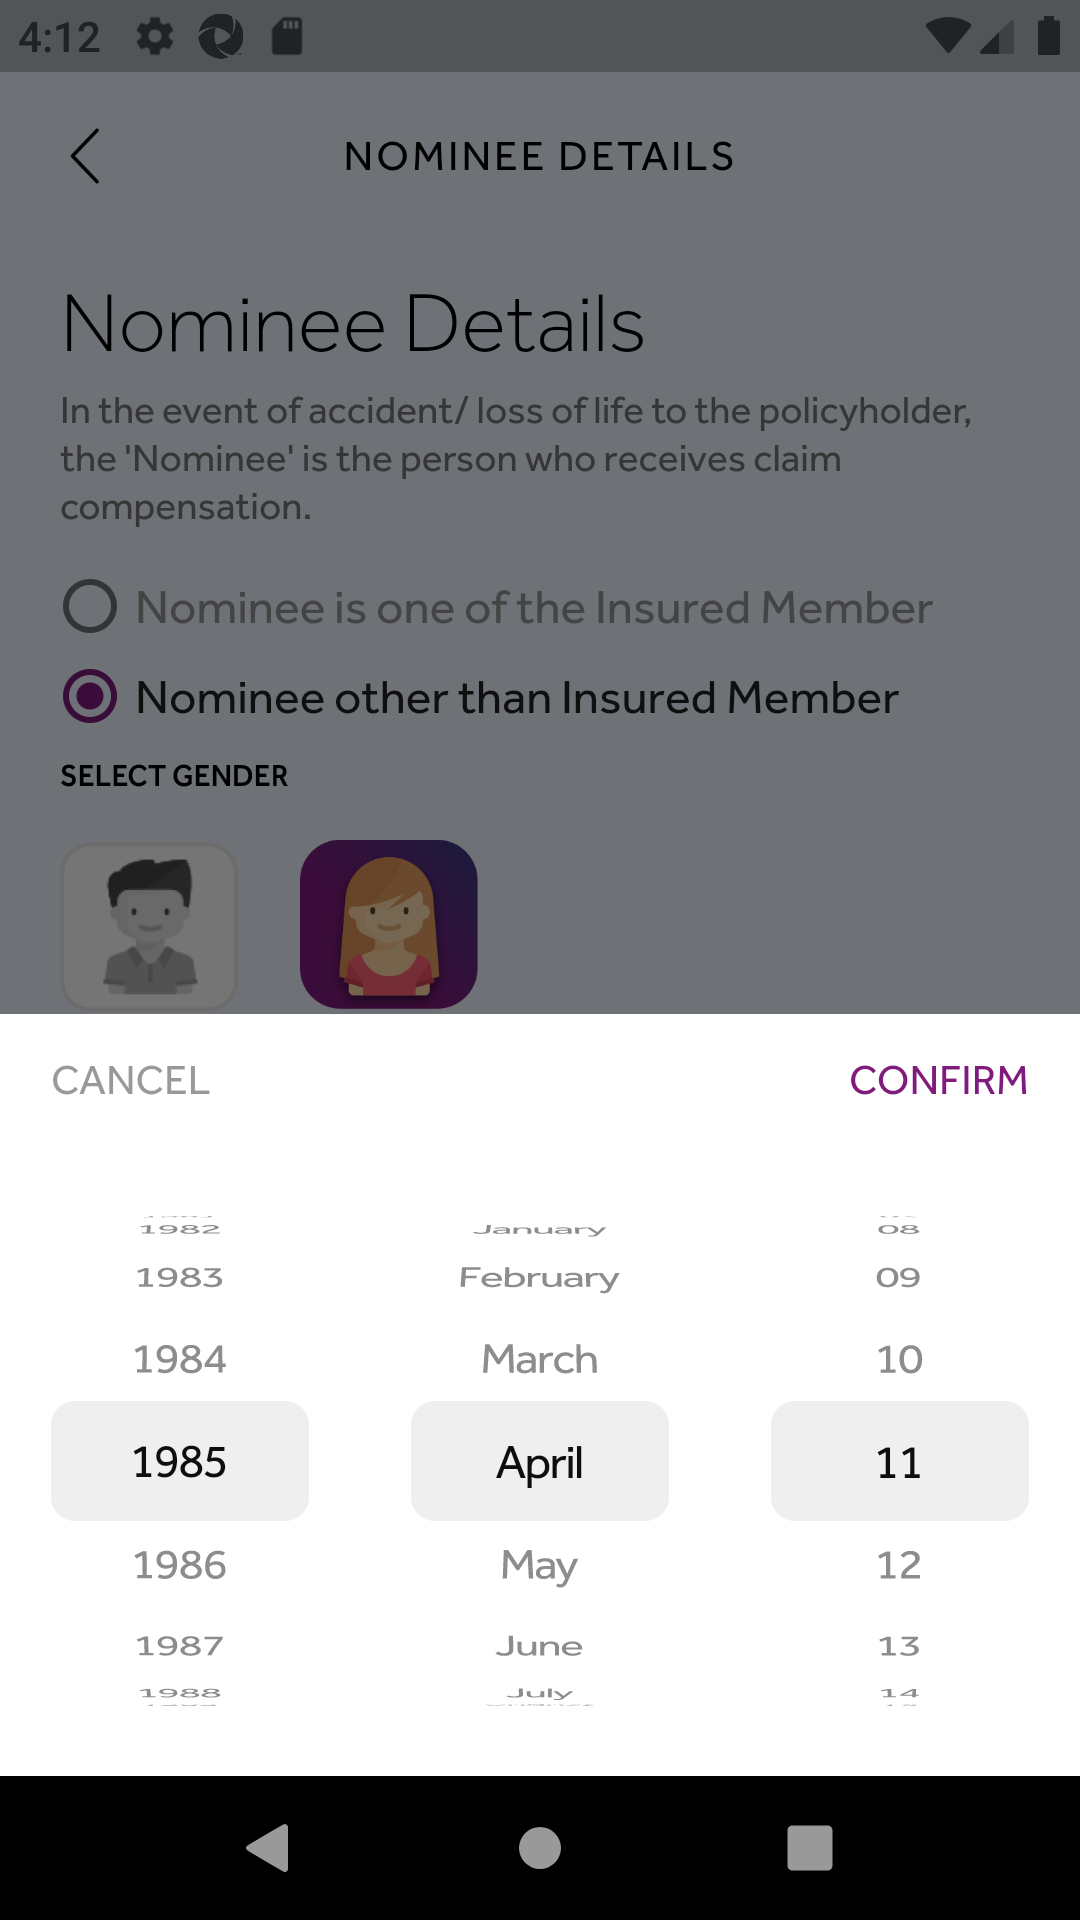 4:12
NOMINEE DETAILS
Nominee Details
In the event of accident/ loss of life to the policyholder,
the 'Nominee' is the person who receives claim
compensation.
Nominee is one of the Insured Member
Nominee other than Insured Member
SELECT GENDER
CANCEL CONFIRM
1982 January 08
1983 February 09
1984 March 10
1985 April 11
1986 May 12
1987 June 13
1988 July 14